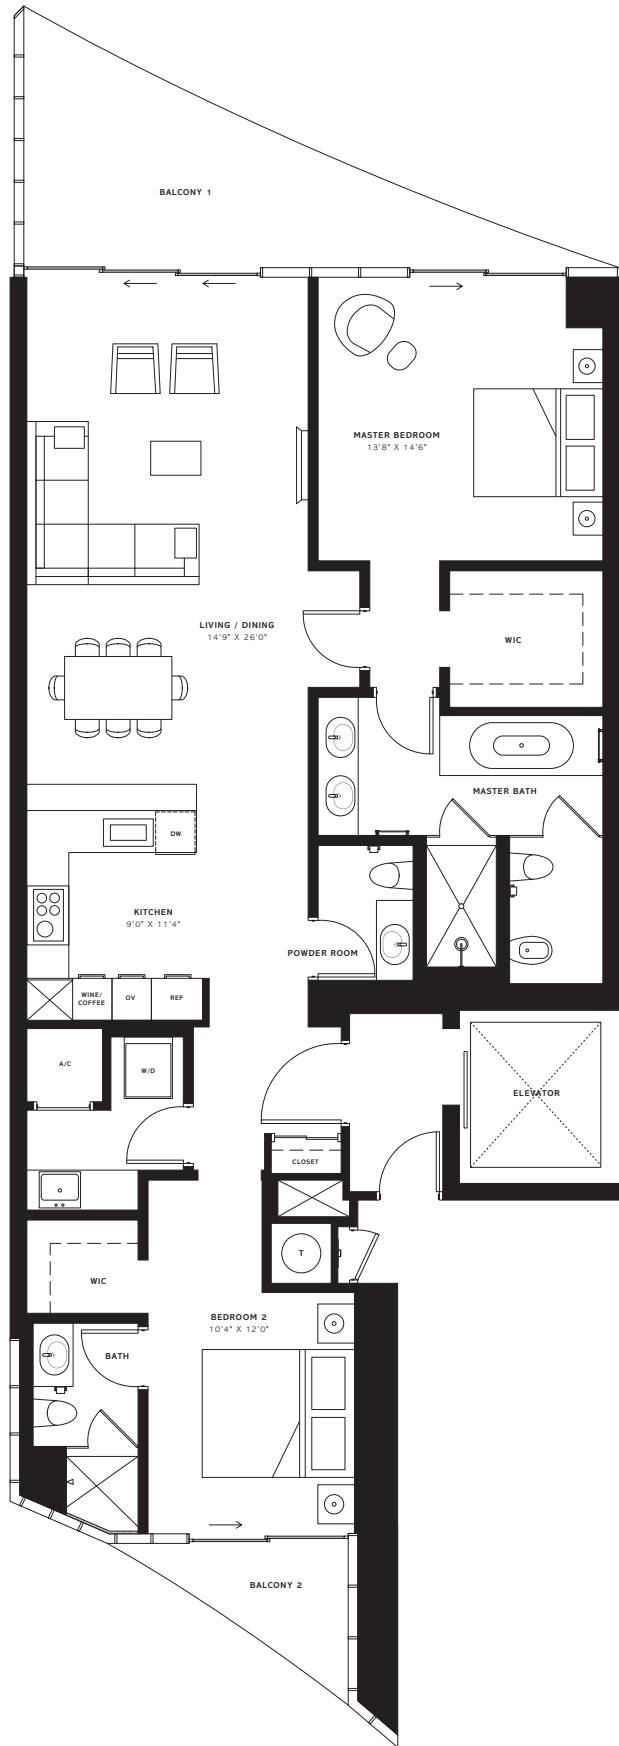 BALCONY 1
MASTER BEDROOM
13'8" X 14'6"
LIVING / DINING
14'9" X 26'0"
WIC
MASTER BATH
DW
KITCHEN
9'0" X 11'4"
POWDER ROOM
WINE/
COFFEE
OV
REF
A/C
W/D
ELEVATOR
CLOSET
T
WIC
BEDROOM 2
10'4" X 12'0"
BATH
BALCONY 2